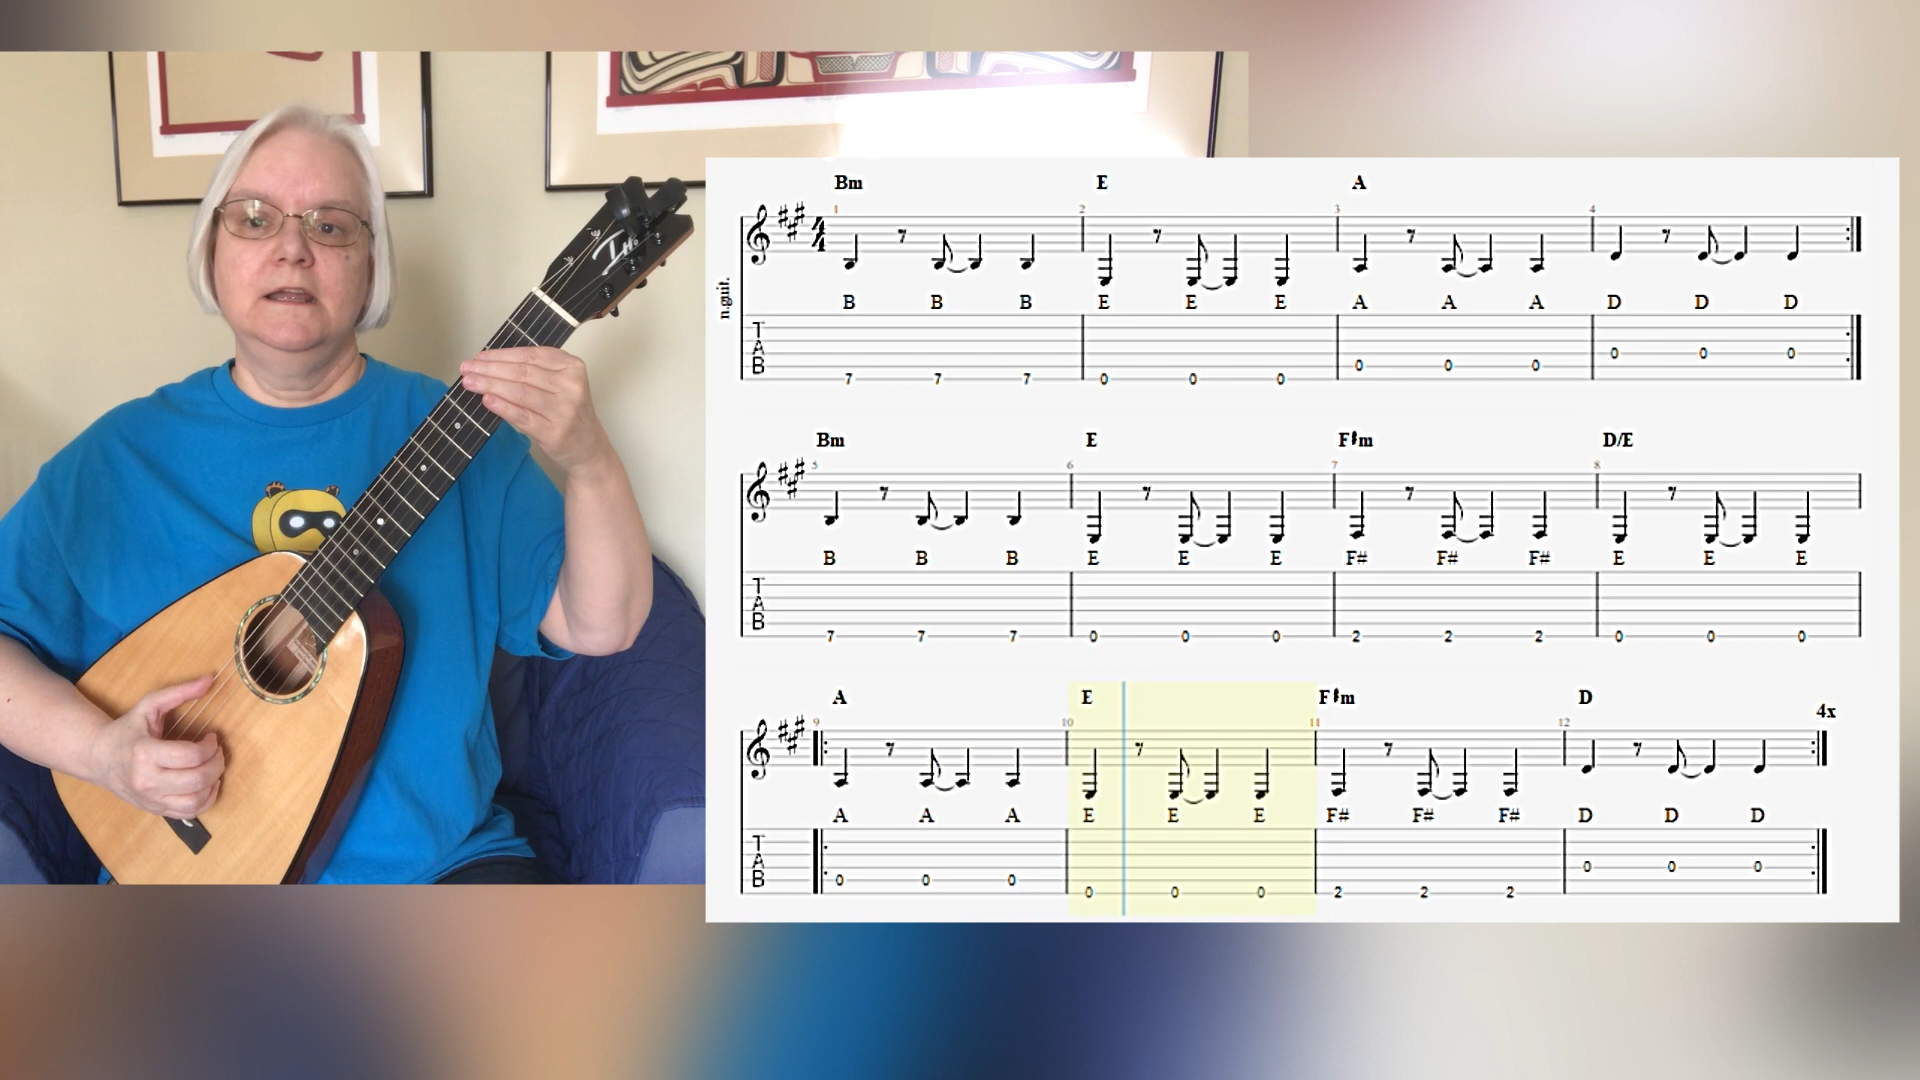 Bm E A
1 2 3 4
4
4
n.guit.
B B B E E E A A A D D D
T
A
B
7 7 7 0 0 0 0 0 0 0 0 0
Bm E F#m D/E
5 6 7 8
B B B E E E F# F# F# E E E
T
A
B
7 7 7 0 0 0 2 2 2 0 0 0
A E F#m D
4x
9 10 11 12
A A A E E E F# F# F# D D D
T
A
B
0 0 0 0 0 0 2 2 2 0 0 0